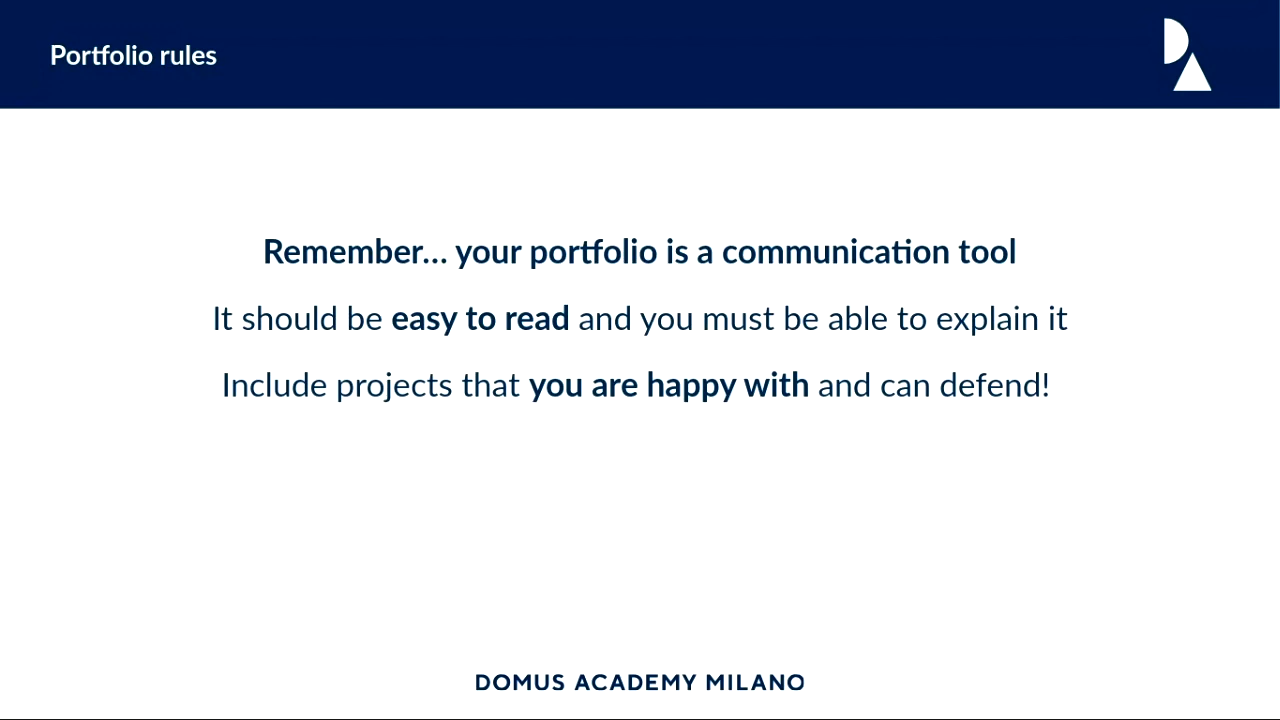 Portfolio rules
Remember... your portfolio is a communication tool
It should be easy to read and you must be able to explain it
Include projects that you are happy with and can defend!
DOMUS ACADEMY MILANO